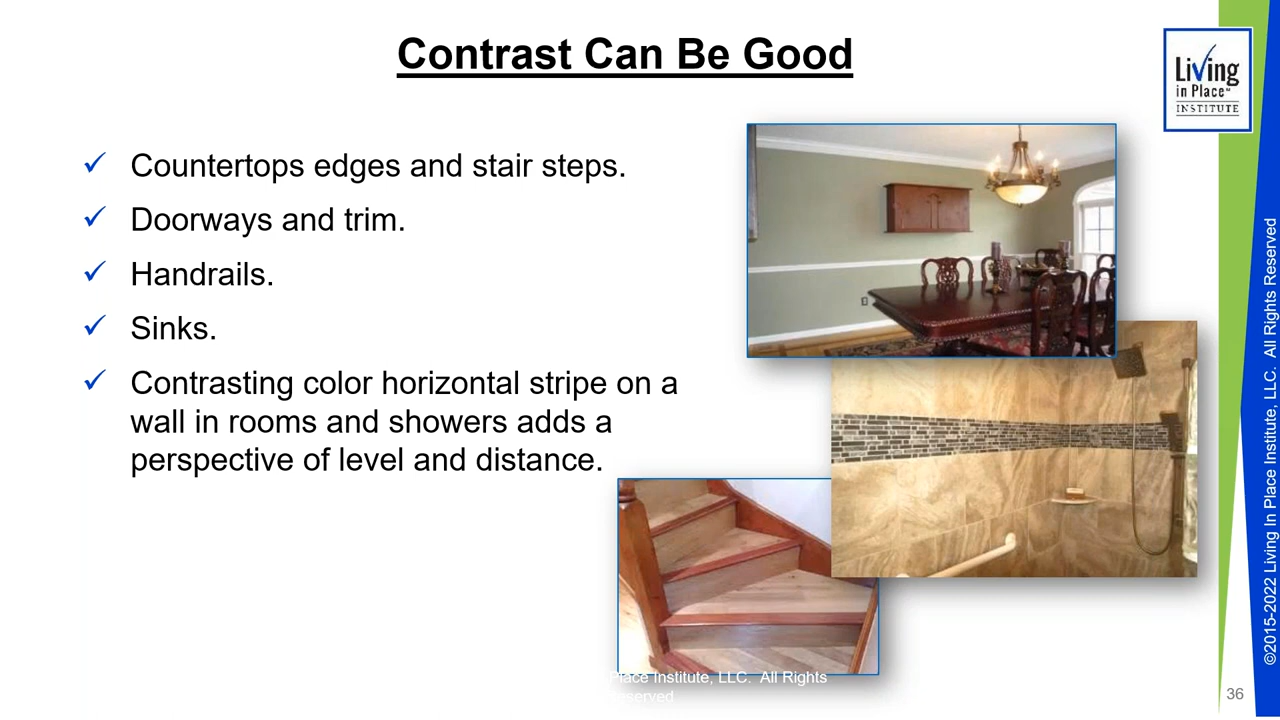 Contrast Can Be Good
Living
in Place℠
INSTITUTE
Countertops edges and stair steps.
Doorways and trim.
Handrails.
Sinks.
Contrasting color horizontal stripe on a
wall in rooms and showers adds a
perspective of level and distance.
Place Institute, LLC. All Rights
eserved
©2015-2022 Living In Place Institute, LLC. All Rights Reserved
36